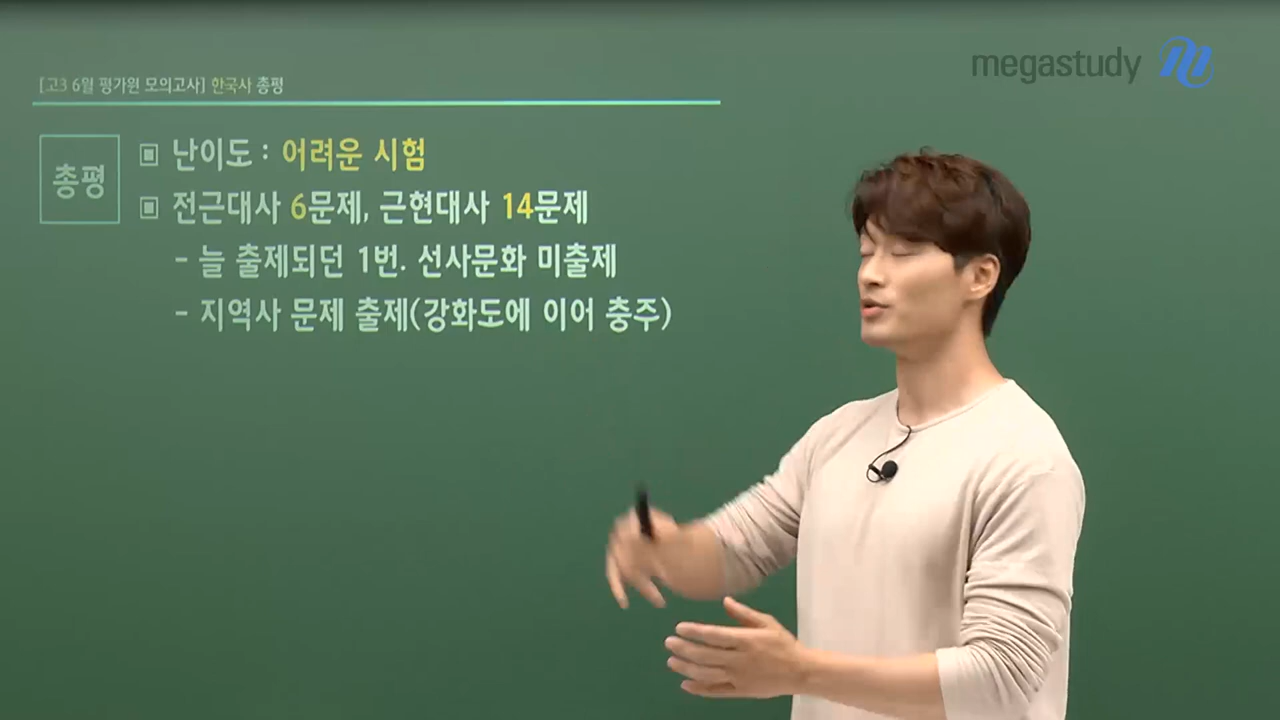 megastudy
[고3 6월 평가원 모의고사] 한국사 총평
총평
▣ 난이도 : 어려운 시험
▣ 전근대사 6문제, 근현대사 14문제
- 늘 출제되던 1번. 선사문화 미출제
- 지역사 문제 출제(강화도에 이어 충주)